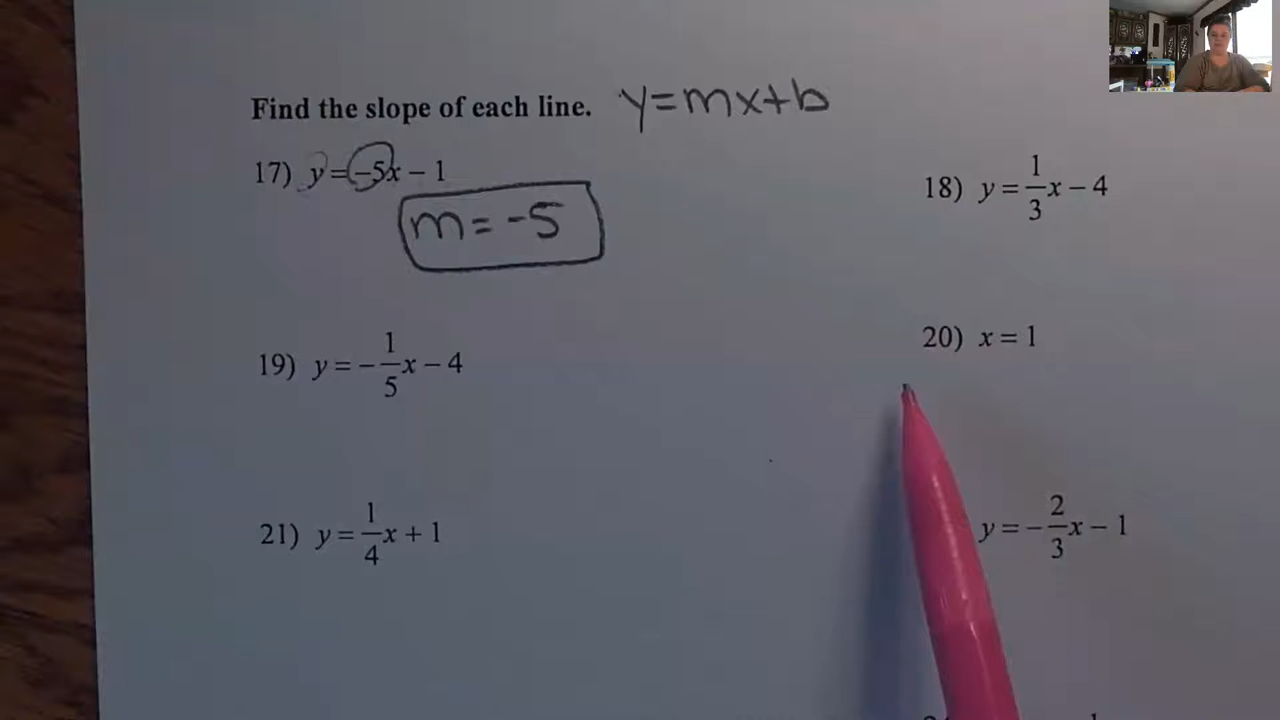 Find the slope of each line. y=mx+b
17) y = -5x - 1
m = -5
18) y = 1/3 x - 4
19) y = - 1/5 x - 4
20) x = 1
21) y = 1/4 x + 1
y = - 2/3 x - 1